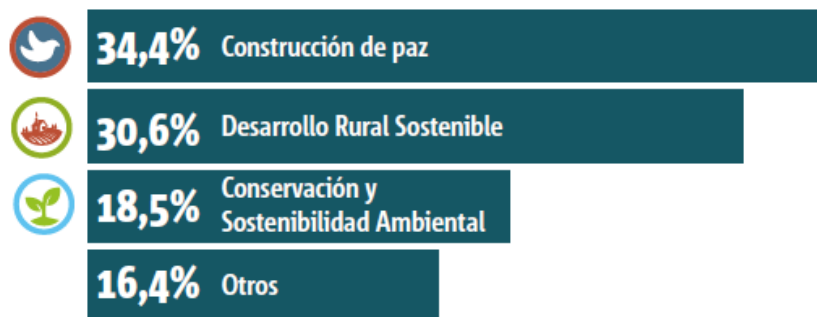 34,4% Construcción de paz
30,6% Desarrollo Rural Sostenible
18,5% Conservación y
Sostenibilidad Ambiental
16,4% Otros